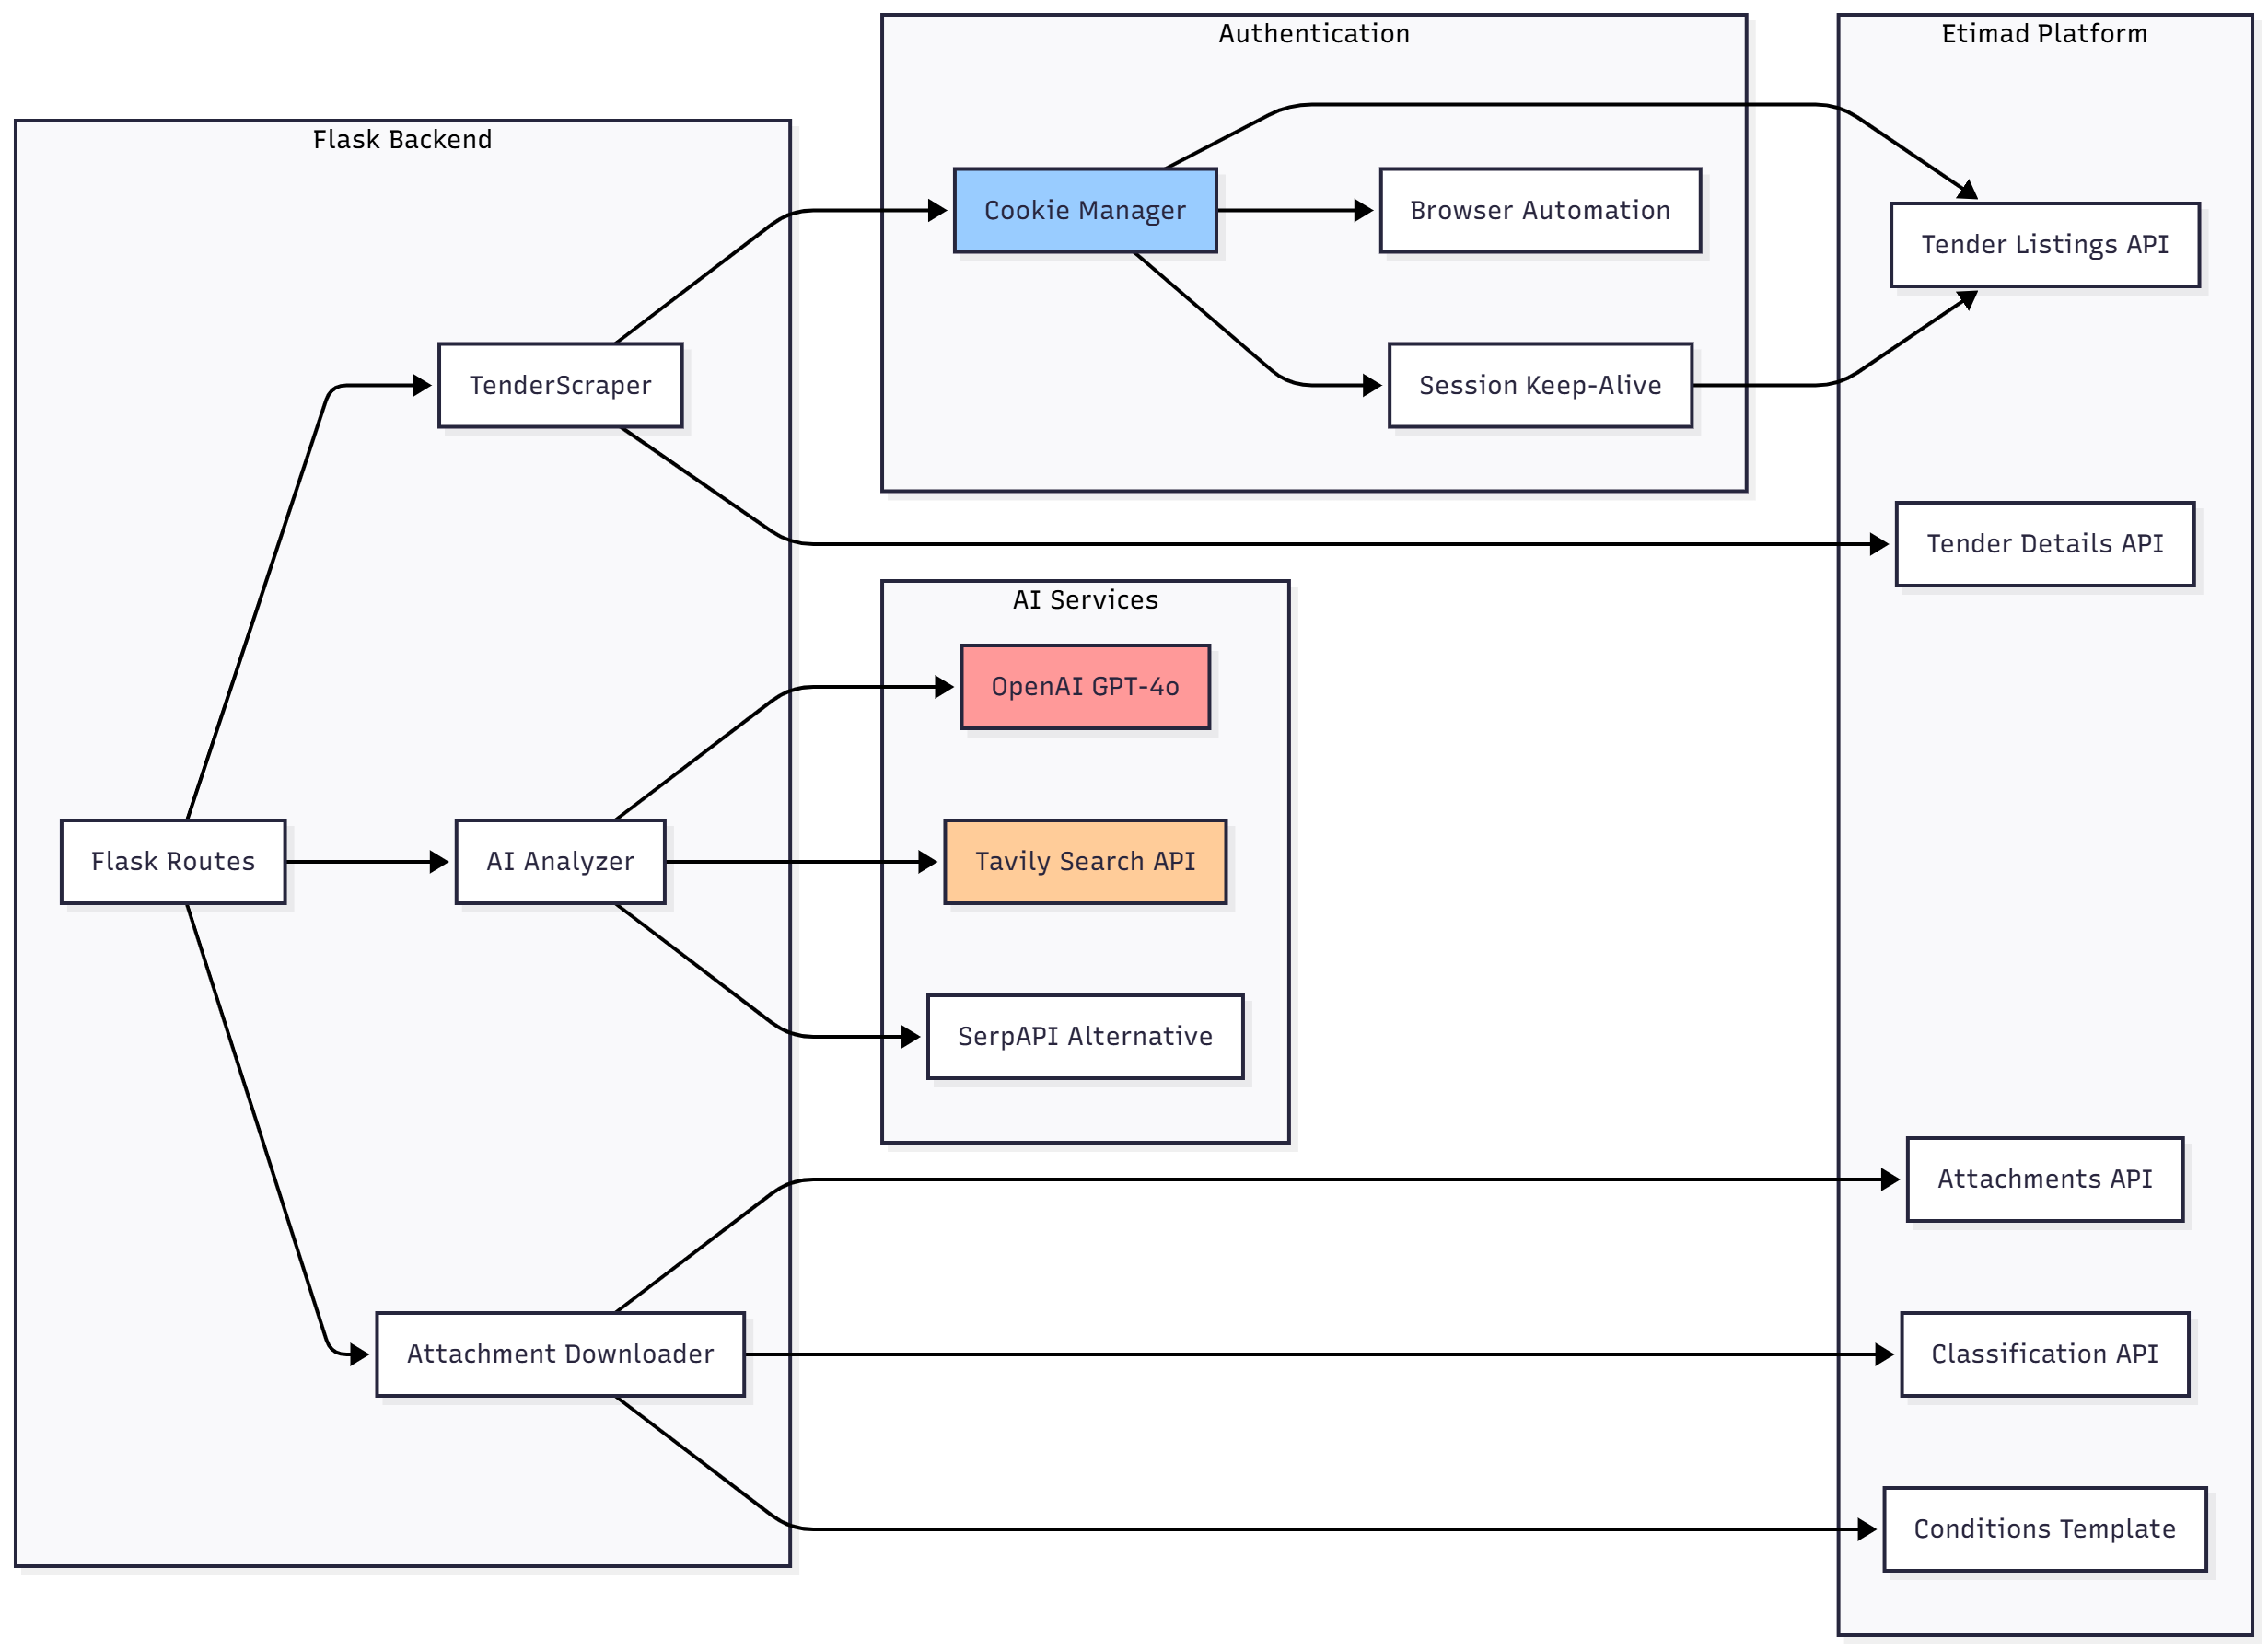 Flask Backend
Flask Routes
TenderScraper
AI Analyzer
Attachment Downloader
Authentication
Cookie Manager
Browser Automation
Session Keep-Alive
AI Services
OpenAI GPT-4o
Tavily Search API
SerpAPI Alternative
Etimad Platform
Tender Listings API
Tender Details API
Attachments API
Classification API
Conditions Template